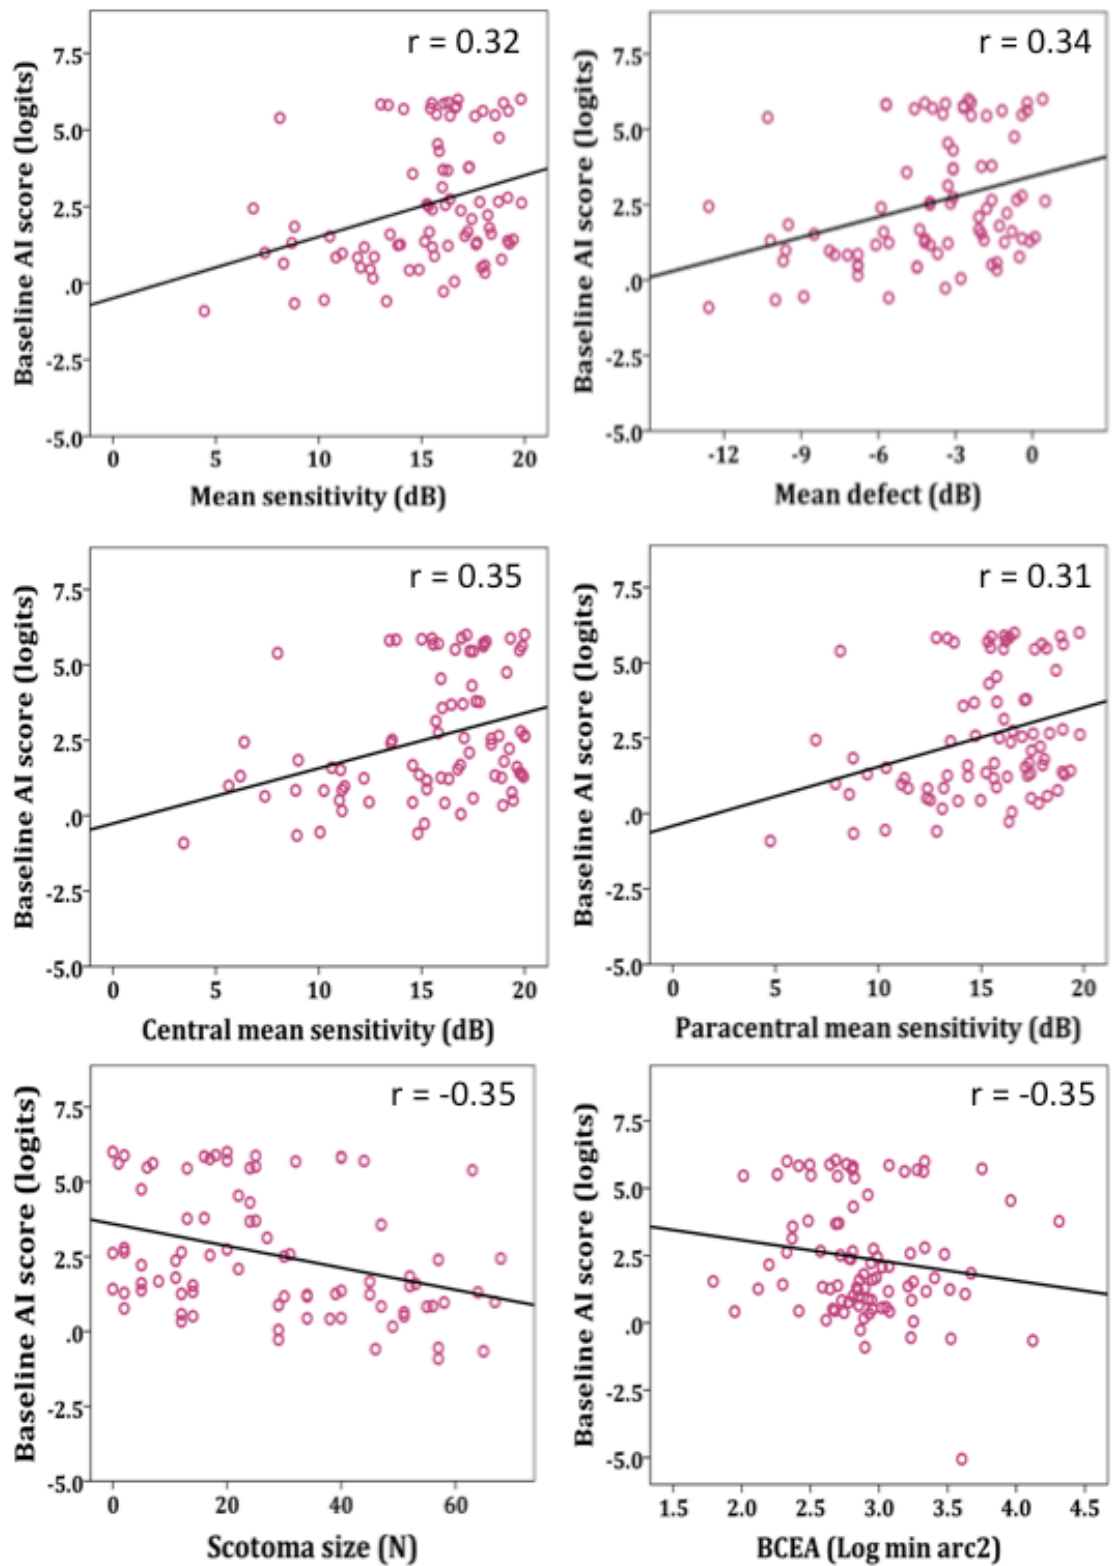 r = 0.32
Baseline AI score (logits)
7.5
5.0
2.5
.0
-2.5
-5.0
0 5 10 15 20
Mean sensitivity (dB)
r = 0.34
Baseline AI score (logits)
7.5
5.0
2.5
.0
-2.5
-5.0
-12 -9 -6 -3 0
Mean defect (dB)
r = 0.35
Baseline AI score (logits)
7.5
5.0
2.5
.0
-2.5
-5.0
0 5 10 15 20
Central mean sensitivity (dB)
r = 0.31
Baseline AI score (logits)
7.5
5.0
2.5
.0
-2.5
-5.0
0 5 10 15 20
Paracentral mean sensitivity (dB)
r = -0.35
Baseline AI score (logits)
7.5
5.0
2.5
.0
-2.5
-5.0
0 20 40 60
Scotoma size (N)
r = -0.35
Baseline AI score (logits)
7.5
5.0
2.5
.0
-2.5
-5.0
1.5 2.0 2.5 3.0 3.5 4.0 4.5
BCEA (Log min arc2)